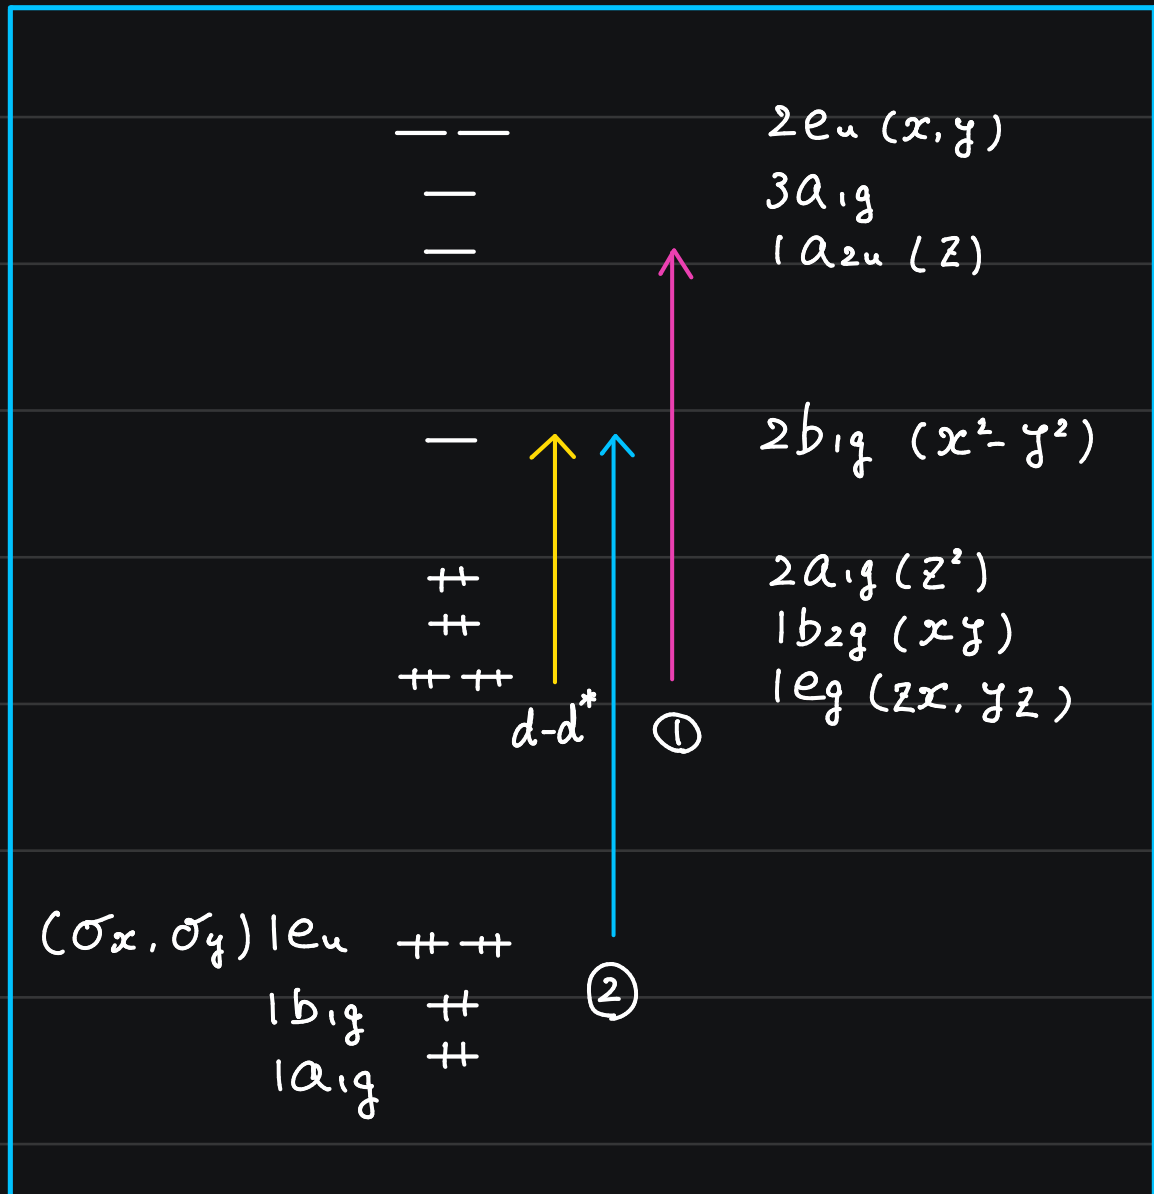 2eu (x,y)
3a1g
1a2u (z)
2b1g (x²-y²)
2a1g (z²)
1b2g (xy)
1eg (zx, yz)
d-d*
①
(σx, σy) 1eu
②
1b1g
1a1g